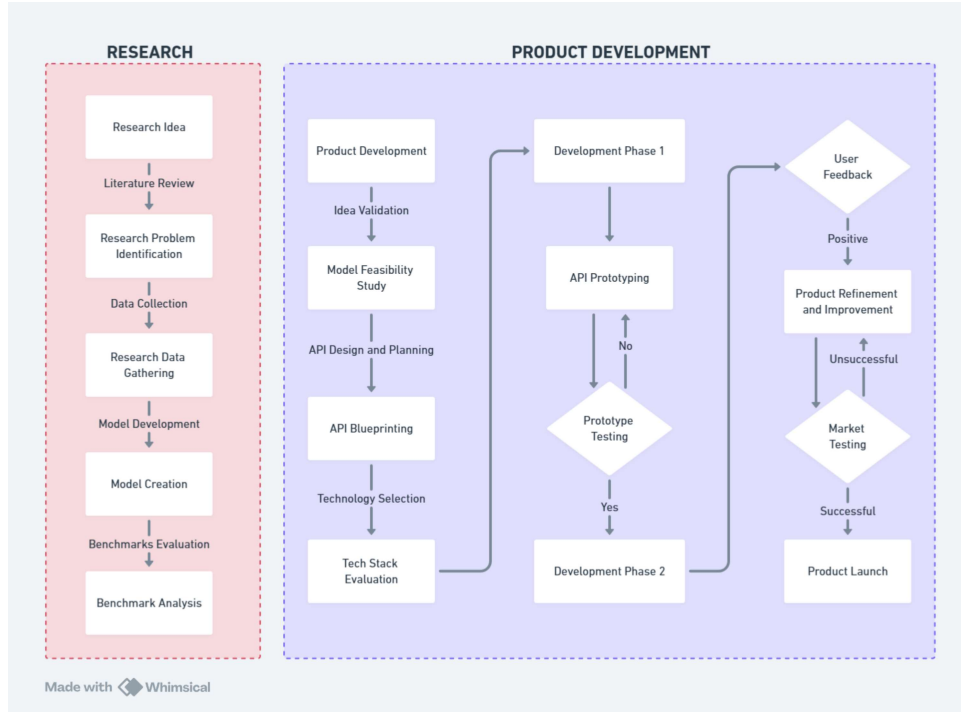 RESEARCH
Research Idea
Literature Review
Research Problem
Identification
Data Collection
Research Data
Gathering
Model Development
Model Creation
Benchmarks Evaluation
Benchmark Analysis
PRODUCT DEVELOPMENT
Product Development
Idea Validation
Model Feasibility
Study
API Design and Planning
API Blueprinting
Technology Selection
Tech Stack
Evaluation
Development Phase 1
API Prototyping
No
Prototype
Testing
Yes
Development Phase 2
User
Feedback
Positive
Product Refinement
and Improvement
Unsuccessful
Market
Testing
Successful
Product Launch
Made with Whimsical